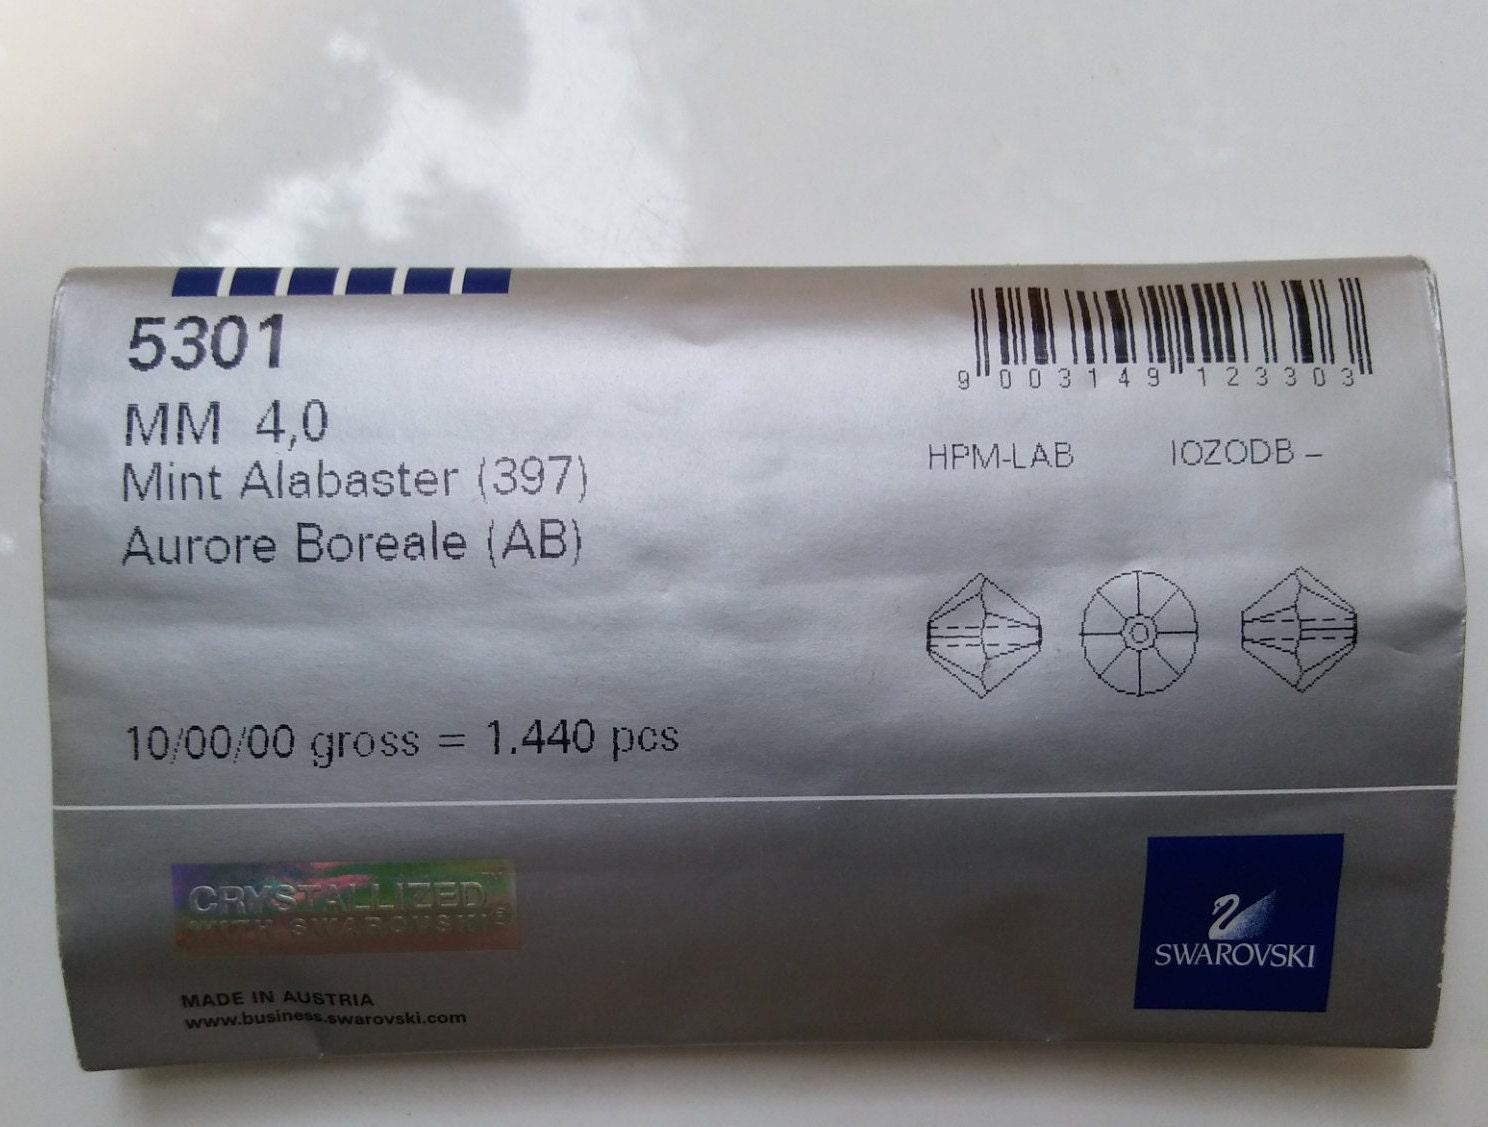 5301
MM 4,0
Mint Alabaster (397)
Aurore Boreale (AB)
9 003149 123303
HPM-LAB IOZODB –
10/00/00 gross = 1.440 pcs
CRYSTALLIZED™
WITH SWAROVSKI®
MADE IN AUSTRIA
www.business.swarovski.com
SWAROVSKI